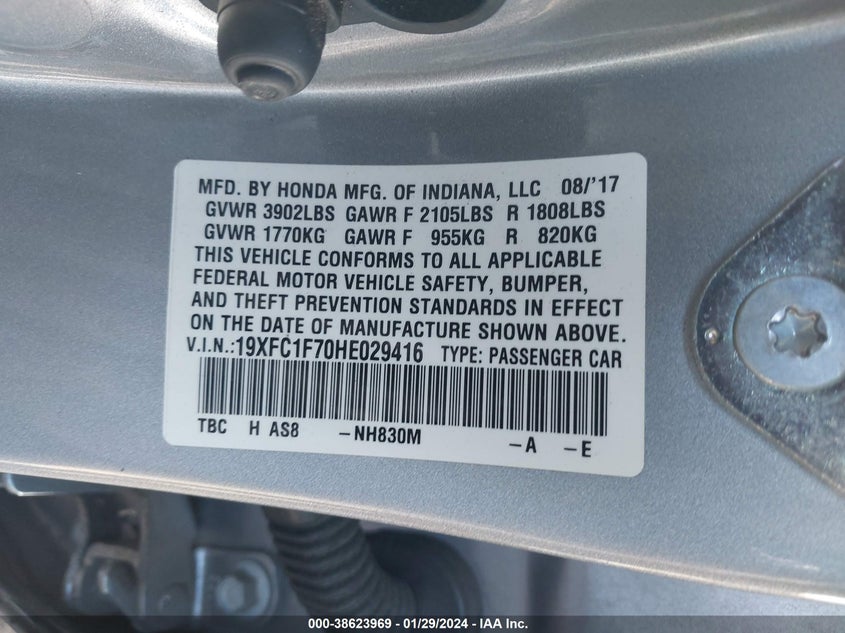 MFD. BY HONDA MFG. OF INDIANA, LLC 08/'17
GVWR 3902LBS GAWR F 2105LBS R 1808LBS
GVWR 1770KG GAWR F 955KG R 820KG
THIS VEHICLE CONFORMS TO ALL APPLICABLE
FEDERAL MOTOR VEHICLE SAFETY, BUMPER,
AND THEFT PREVENTION STANDARDS IN EFFECT
ON THE DATE OF MANUFACTURE SHOWN ABOVE.
V.I.N.:19XFC1F70HE029416 TYPE: PASSENGER CAR
TBC H AS8 -NH830M -A -E
000-38623969 - 01/29/2024 - IAA Inc.